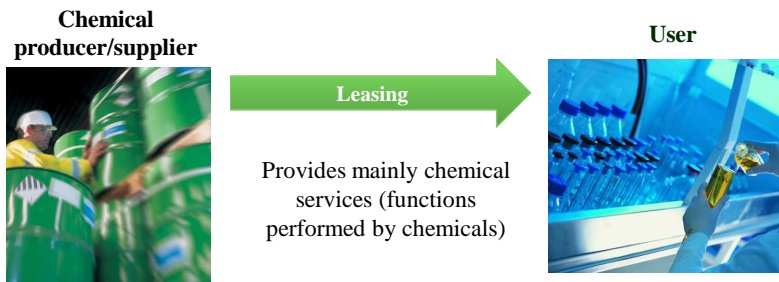 Chemical
producer/supplier
User
Leasing
Provides mainly chemical
services (functions
performed by chemicals)